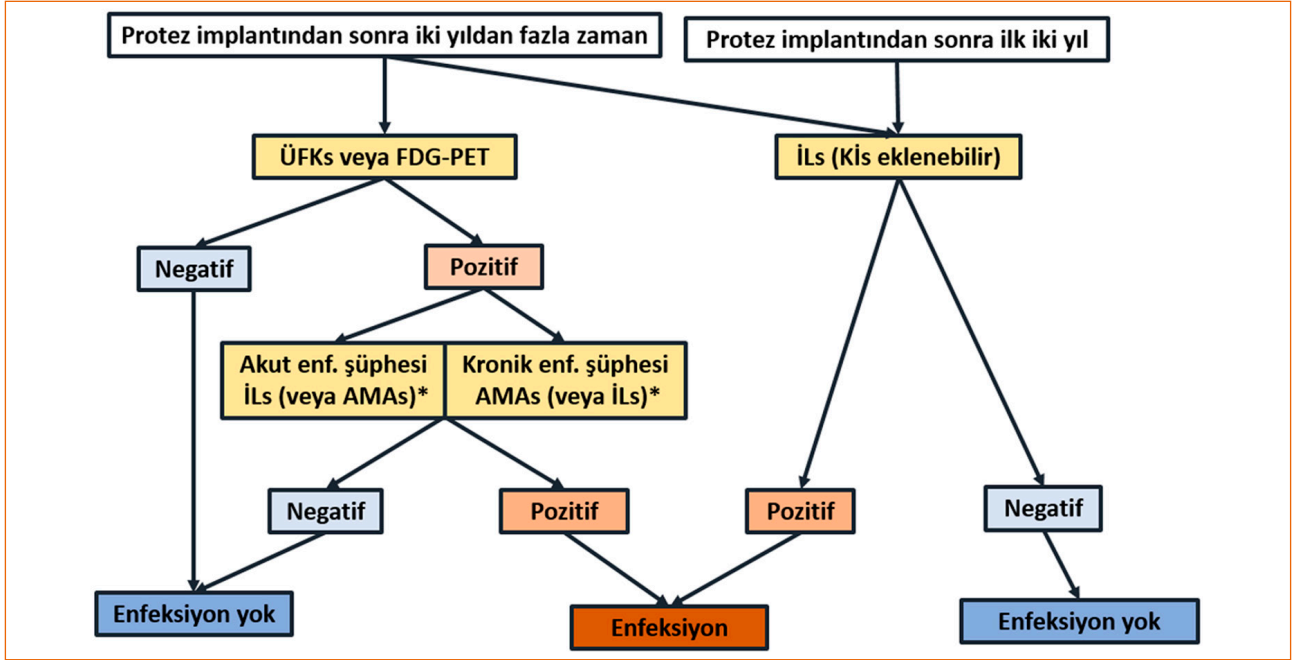 Protez implantından sonra iki yıldan fazla zaman
Protez implantından sonra ilk iki yıl
ÜFKs veya FDG-PET
İLs (Kİs eklenebilir)
Negatif
Pozitif
Akut enf. şüphesi
İLs (veya AMAs)*
Kronik enf. şüphesi
AMAs (veya İLs)*
Negatif
Pozitif
Pozitif
Negatif
Enfeksiyon yok
Enfeksiyon
Enfeksiyon yok